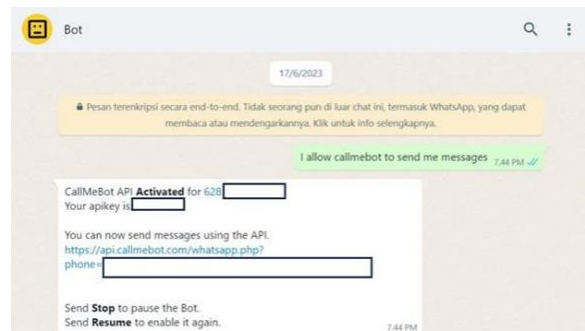 Bot
17/6/2023
Pesan terenkripsi secara end-to-end. Tidak seorang pun di luar chat ini, termasuk WhatsApp, yang dapat
membaca atau mendengarkannya. Klik untuk info selengkapnya.
I allow callmebot to send me messages 7.44 PM
CallMeBot API Activated for 628
Your apikey is
You can now send messages using the API.
https://api.callmebot.com/whatsapp.php?
phone=
Send Stop to pause the Bot.
Send Resume to enable it again.
7.44 PM